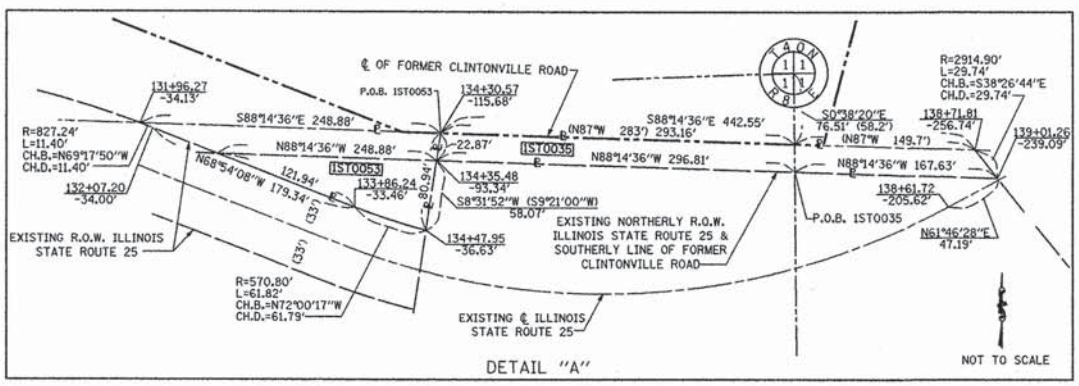 ℄ OF FORMER CLINTONVILLE ROAD
T40N
1 1
1 1
R8E
R=2914.90'
L=29.74'
CH.B.=S38°26'44"E
CH.D.=29.74'
131+96.27
-34.13'
P.O.B. 1ST0053
134+30.57
-115.68'
S0°38'20"E
76.51' (58.2')
138+71.81
-256.74'
139+01.26
-239.09'
S88°14'36"E 248.88'
S88°14'36"E 442.55'
(N87°W 283') 293.16'
(N87°W 149.7')
R=827.24'
L=11.40'
CH.B.=N69°17'50"W
CH.D.=11.40'
22.87'
1ST0035
N88°14'36"W 248.88'
N88°14'36"W 296.81'
N88°14'36"W 167.63'
1ST0053
132+07.20
-34.00'
N68°54'08"W 179.34'
121.94'
133+86.24
-33.46'
80.94'
134+35.48
-93.34'
S8°31'52"W (S9°21'00"W)
58.07'
138+61.72
-205.62'
P.O.B. 1ST0035
EXISTING R.O.W. ILLINOIS
STATE ROUTE 25
(33')
(33')
134+47.95
-36.63'
EXISTING NORTHERLY R.O.W.
ILLINOIS STATE ROUTE 25 &
SOUTHERLY LINE OF FORMER
CLINTONVILLE ROAD
N61°46'28"E
47.19'
R=570.80'
L=61.82'
CH.B.=N72°00'17"W
CH.D.=61.79'
EXISTING ℄ ILLINOIS
STATE ROUTE 25
DETAIL "A"
NOT TO SCALE